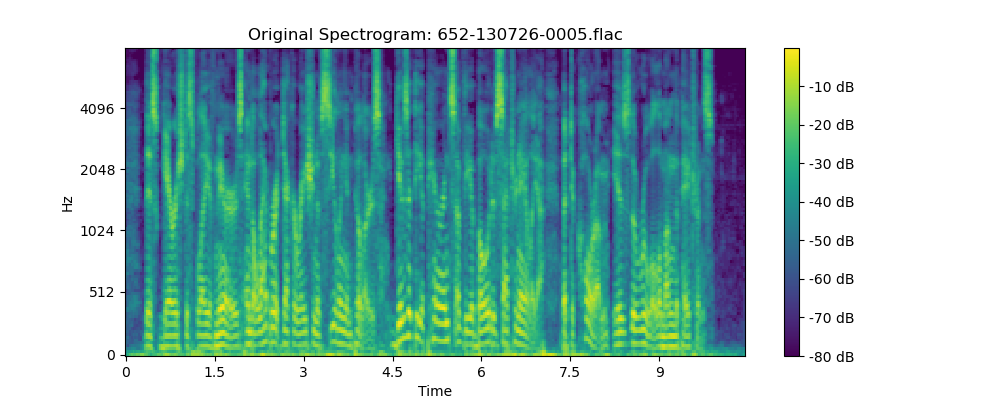 Original Spectrogram: 652-130726-0005.flac
Hz
4096
2048
1024
512
0
0 1.5 3 4.5 6 7.5 9
Time
-10 dB
-20 dB
-30 dB
-40 dB
-50 dB
-60 dB
-70 dB
-80 dB